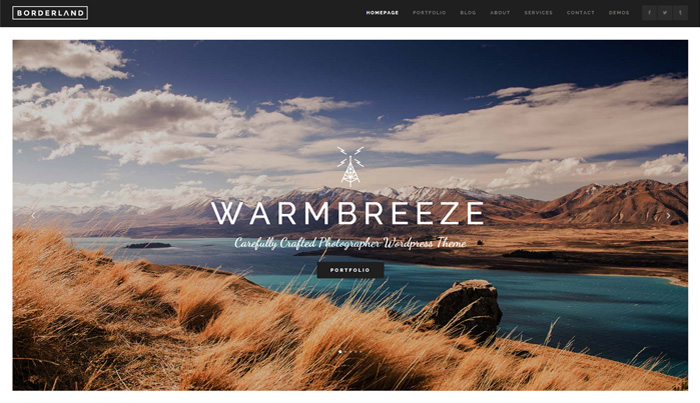 BORDERLAND
HOMEPAGE PORTFOLIO BLOG ABOUT SERVICES CONTACT DEMOS
WARMBREEZE
Carefully Crafted Photographer Wordpress Theme
PORTFOLIO